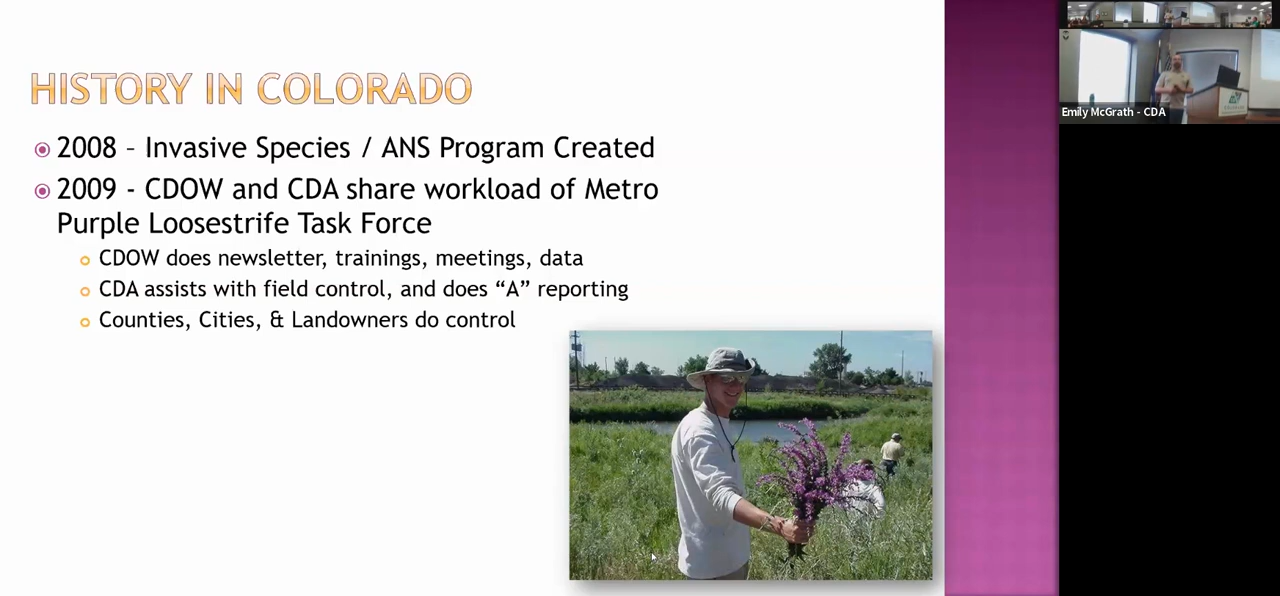 HISTORY IN COLORADO
2008 – Invasive Species / ANS Program Created
2009 - CDOW and CDA share workload of Metro
Purple Loosestrife Task Force
CDOW does newsletter, trainings, meetings, data
CDA assists with field control, and does “A” reporting
Counties, Cities, & Landowners do control
Emily McGrath - CDA